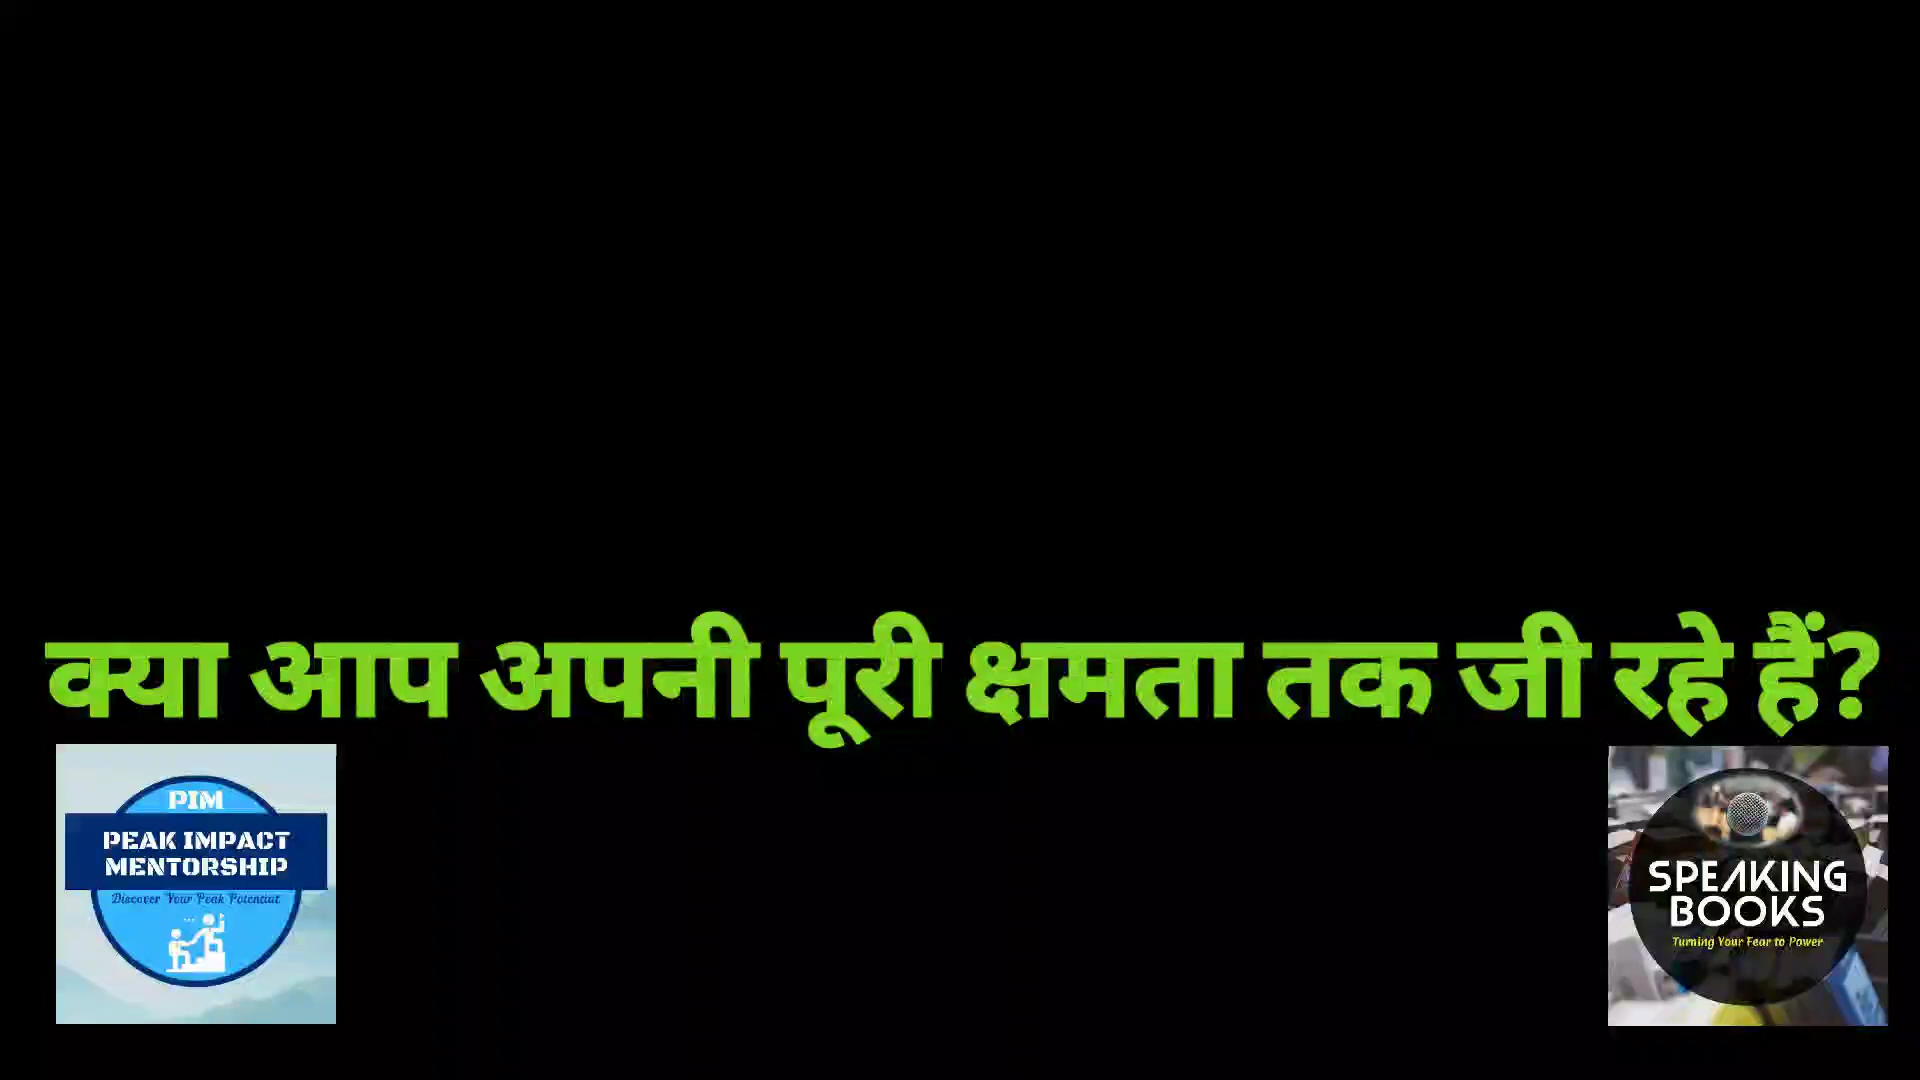 क्या आप अपनी पूरी क्षमता तक जी रहे हैं?
PIM
PEAK IMPACT
MENTORSHIP
Discover Your Peak Potential
SPEAKING
BOOKS
Turning Your Fear to Power